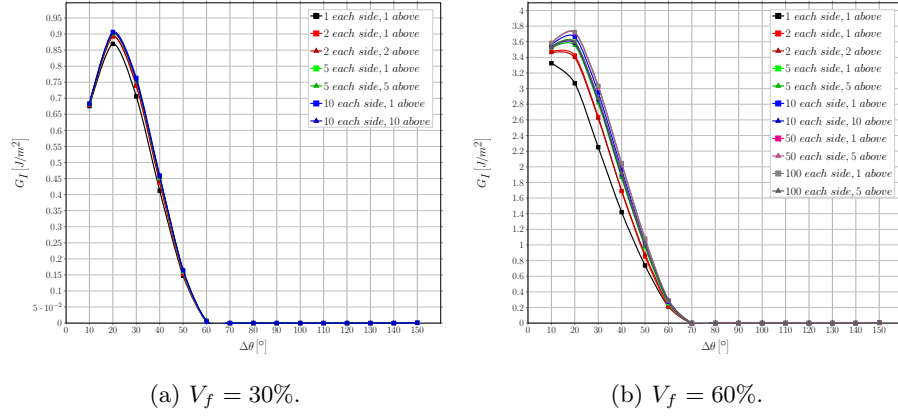 0.95
0.9
0.85
0.8
0.75
0.7
0.65
0.6
0.55
0.5
0.45
0.4
0.35
0.3
0.25
0.2
0.15
0.1
5 · 10⁻²
0
G_I [J/m²]
0 10 20 30 40 50 60 70 80 90 100 110 120 130 140 150
Δθ [°]
1 each side, 1 above
2 each side, 1 above
2 each side, 2 above
5 each side, 1 above
5 each side, 5 above
10 each side, 1 above
10 each side, 10 above
(a) V_f = 30%.
4
3.8
3.6
3.4
3.2
3
2.8
2.6
2.4
2.2
2
1.8
1.6
1.4
1.2
1
0.8
0.6
0.4
0.2
0
G_I [J/m²]
0 10 20 30 40 50 60 70 80 90 100 110 120 130 140 150
Δθ [°]
1 each side, 1 above
2 each side, 1 above
2 each side, 2 above
5 each side, 1 above
5 each side, 5 above
10 each side, 1 above
10 each side, 10 above
50 each side, 1 above
50 each side, 5 above
100 each side, 1 above
100 each side, 5 above
(b) V_f = 60%.